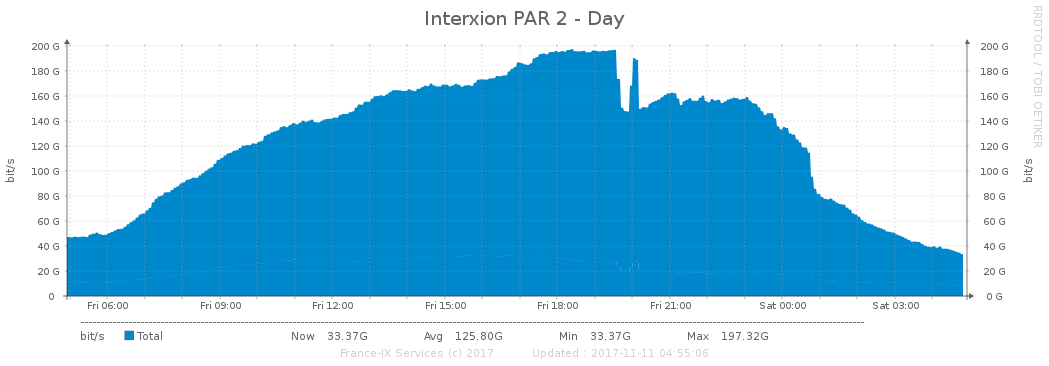 Interxion PAR 2 - Day
RRDTOOL / TOBI OETIKER
bit/s
200 G 200 G
180 G 180 G
160 G 160 G
140 G 140 G
120 G 120 G
100 G 100 G
80 G 80 G
60 G 60 G
40 G 40 G
20 G 20 G
0 0 G
bit/s
Fri 06:00 Fri 09:00 Fri 12:00 Fri 15:00 Fri 18:00 Fri 21:00 Sat 00:00 Sat 03:00
bit/s Total Now 33.37G Avg 125.80G Min 33.37G Max 197.32G
France-IX Services (c) 2017 Updated : 2017-11-11 04:55:06